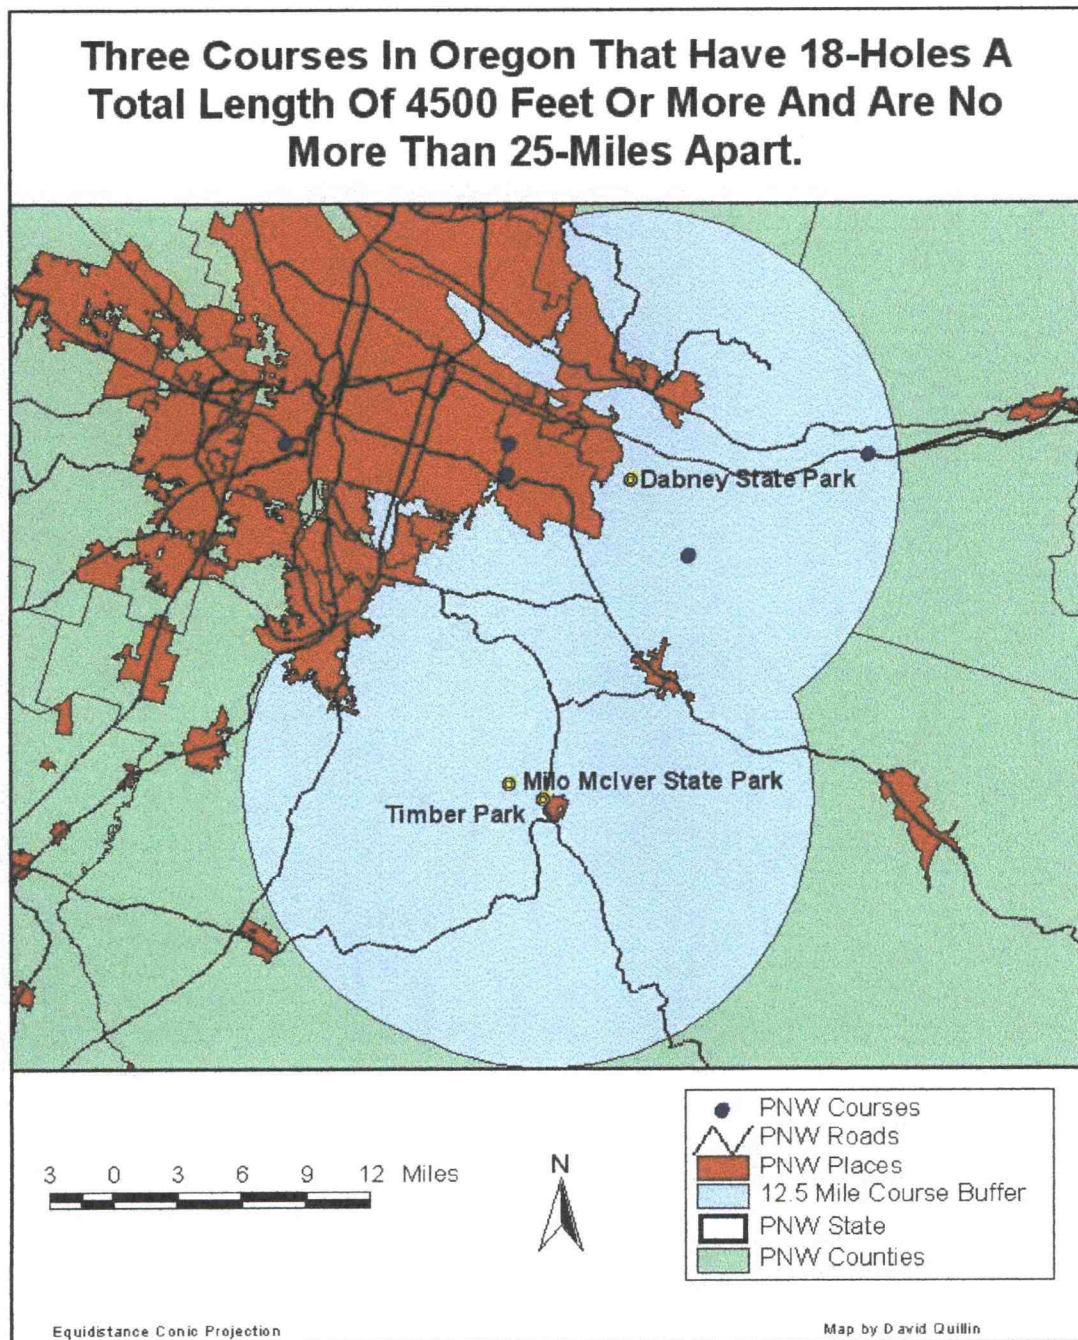 Three Courses In Oregon That Have 18-Holes A
Total Length Of 4500 Feet Or More And Are No
More Than 25-Miles Apart.
Dabney State Park
Milo McIver State Park
Timber Park
3 0 3 6 9 12 Miles
N
PNW Courses
PNW Roads
PNW Places
12.5 Mile Course Buffer
PNW State
PNW Counties
Equidistance Conic Projection
Map by David Quillin